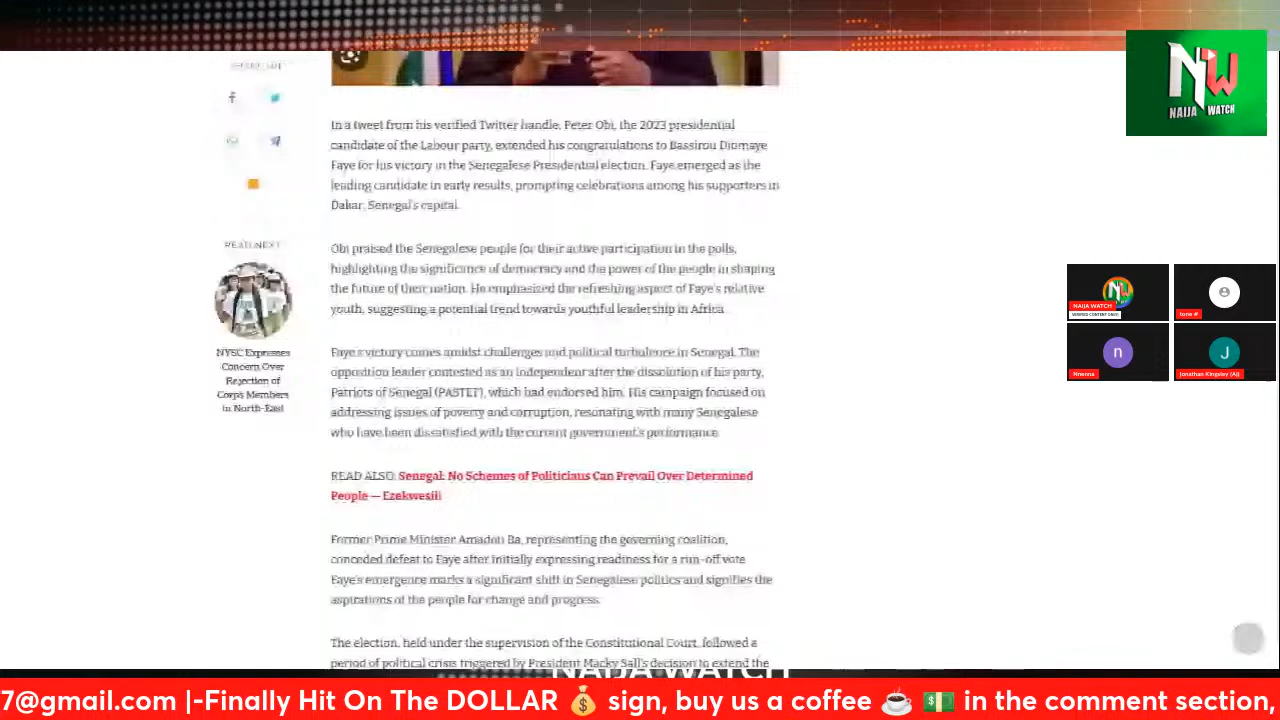 NW
NAIJA WATCH
In a tweet from his verified Twitter handle, Peter Obi, the 2023 presidential
candidate of the Labour party, extended his congratulations to Bassirou Diomaye
Faye for his victory in the Senegalese Presidential election. Faye emerged as the
leading candidate in early results, prompting celebrations among his supporters in
Dakar, Senegal's capital.
Obi praised the Senegalese people for their active participation in the polls,
highlighting the significance of democracy and the power of the people in shaping
the future of their nation. He emphasized the refreshing aspect of Faye's relative
youth, suggesting a potential trend towards youthful leadership in Africa.
READ NEXT
NYSC Expresses
Concern Over
Rejection of
Corps Members
in North-East
Faye's victory comes amidst challenges and political turbulence in Senegal. The
opposition leader contested as an independent after the dissolution of his party,
Patriots of Senegal (PASTEF), which had endorsed him. His campaign focused on
addressing issues of poverty and corruption, resonating with many Senegalese
who have been dissatisfied with the current government's performance.
READ ALSO: Senegal: No Schemes of Politicians Can Prevail Over Determined
People — Ezekwesili
Former Prime Minister Amadou Ba, representing the governing coalition,
conceded defeat to Faye after initially expressing readiness for a run-off vote.
Faye's emergence marks a significant shift in Senegalese politics and signifies the
aspirations of the people for change and progress.
The election, held under the supervision of the Constitutional Court, followed a
period of political crisis triggered by President Macky Sall's decision to extend the
NAIJA WATCH
tone #
n
Nnenna
J
Jonathan Kingsley (AJ)
NAIJA WATCH
7@gmail.com |-Finally Hit On The DOLLAR 💰 sign, buy us a coffee ☕ 💵 in the comment section,